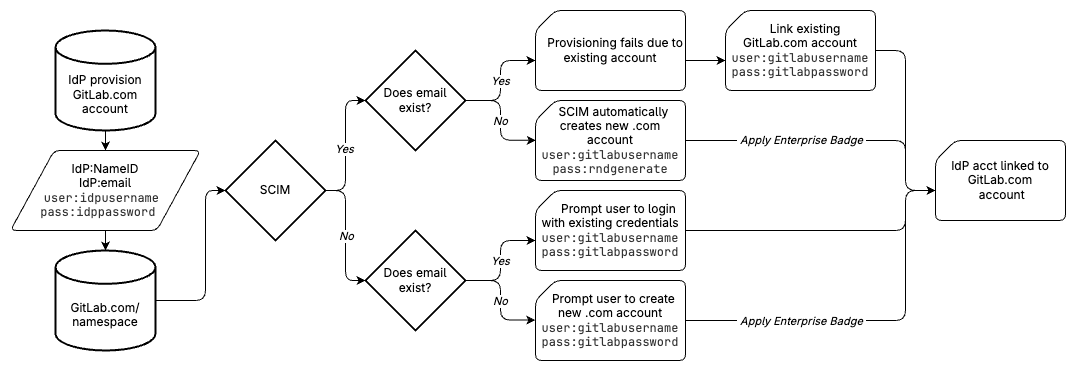 IdP provision
GitLab.com
account
IdP:NameID
IdP:email
user:idpusername
pass:idppassword
GitLab.com/
namespace
SCIM
Yes
No
Does email
exist?
Yes
No
Provisioning fails due to
existing account
Link existing
GitLab.com account
user:gitlabusername
pass:gitlabpassword
SCIM automatically
creates new .com
account
user:gitlabusername
pass:rndgenerate
Apply Enterprise Badge
Does email
exist?
Yes
No
Prompt user to login
with existing credentials
user:gitlabusername
pass:gitlabpassword
Prompt user to create
new .com account
user:gitlabusername
pass:gitlabpassword
Apply Enterprise Badge
IdP acct linked to
GitLab.com
account